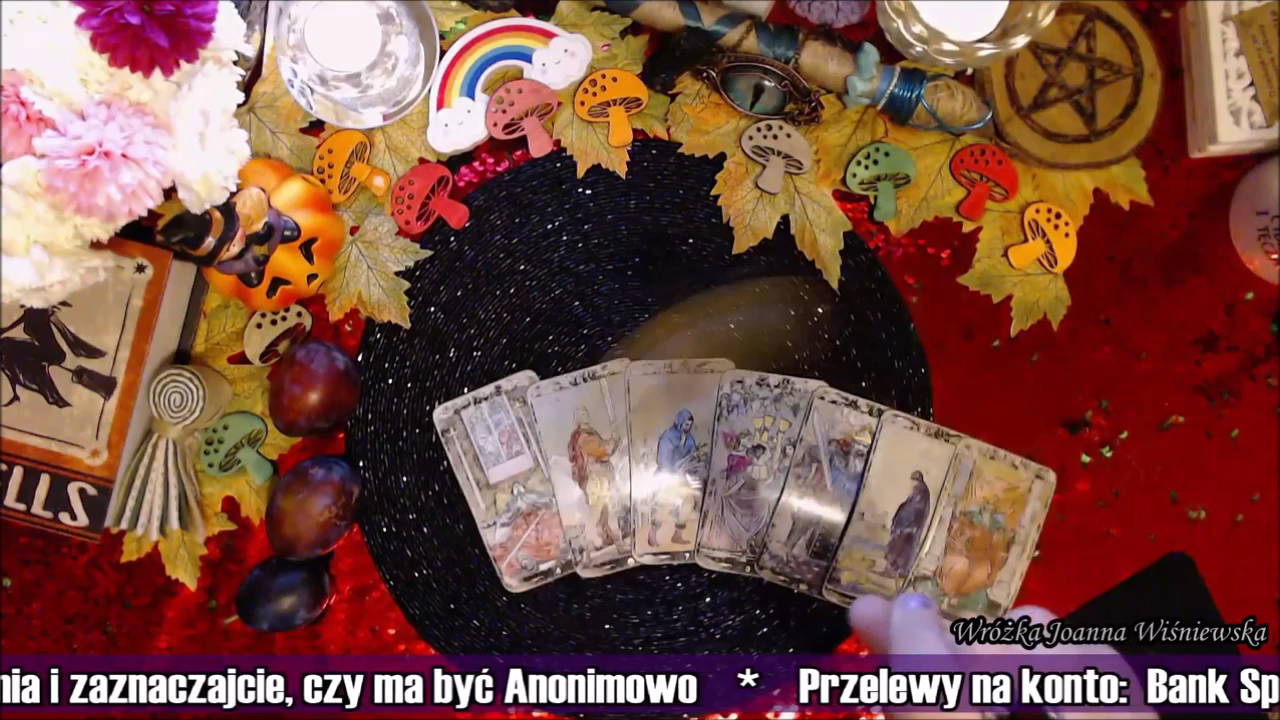 ELLS
Wróżka Joanna Wiśniewska
nia i zaznaczajcie, czy ma być Anonimowo * Przelewy na konto: Bank Sp